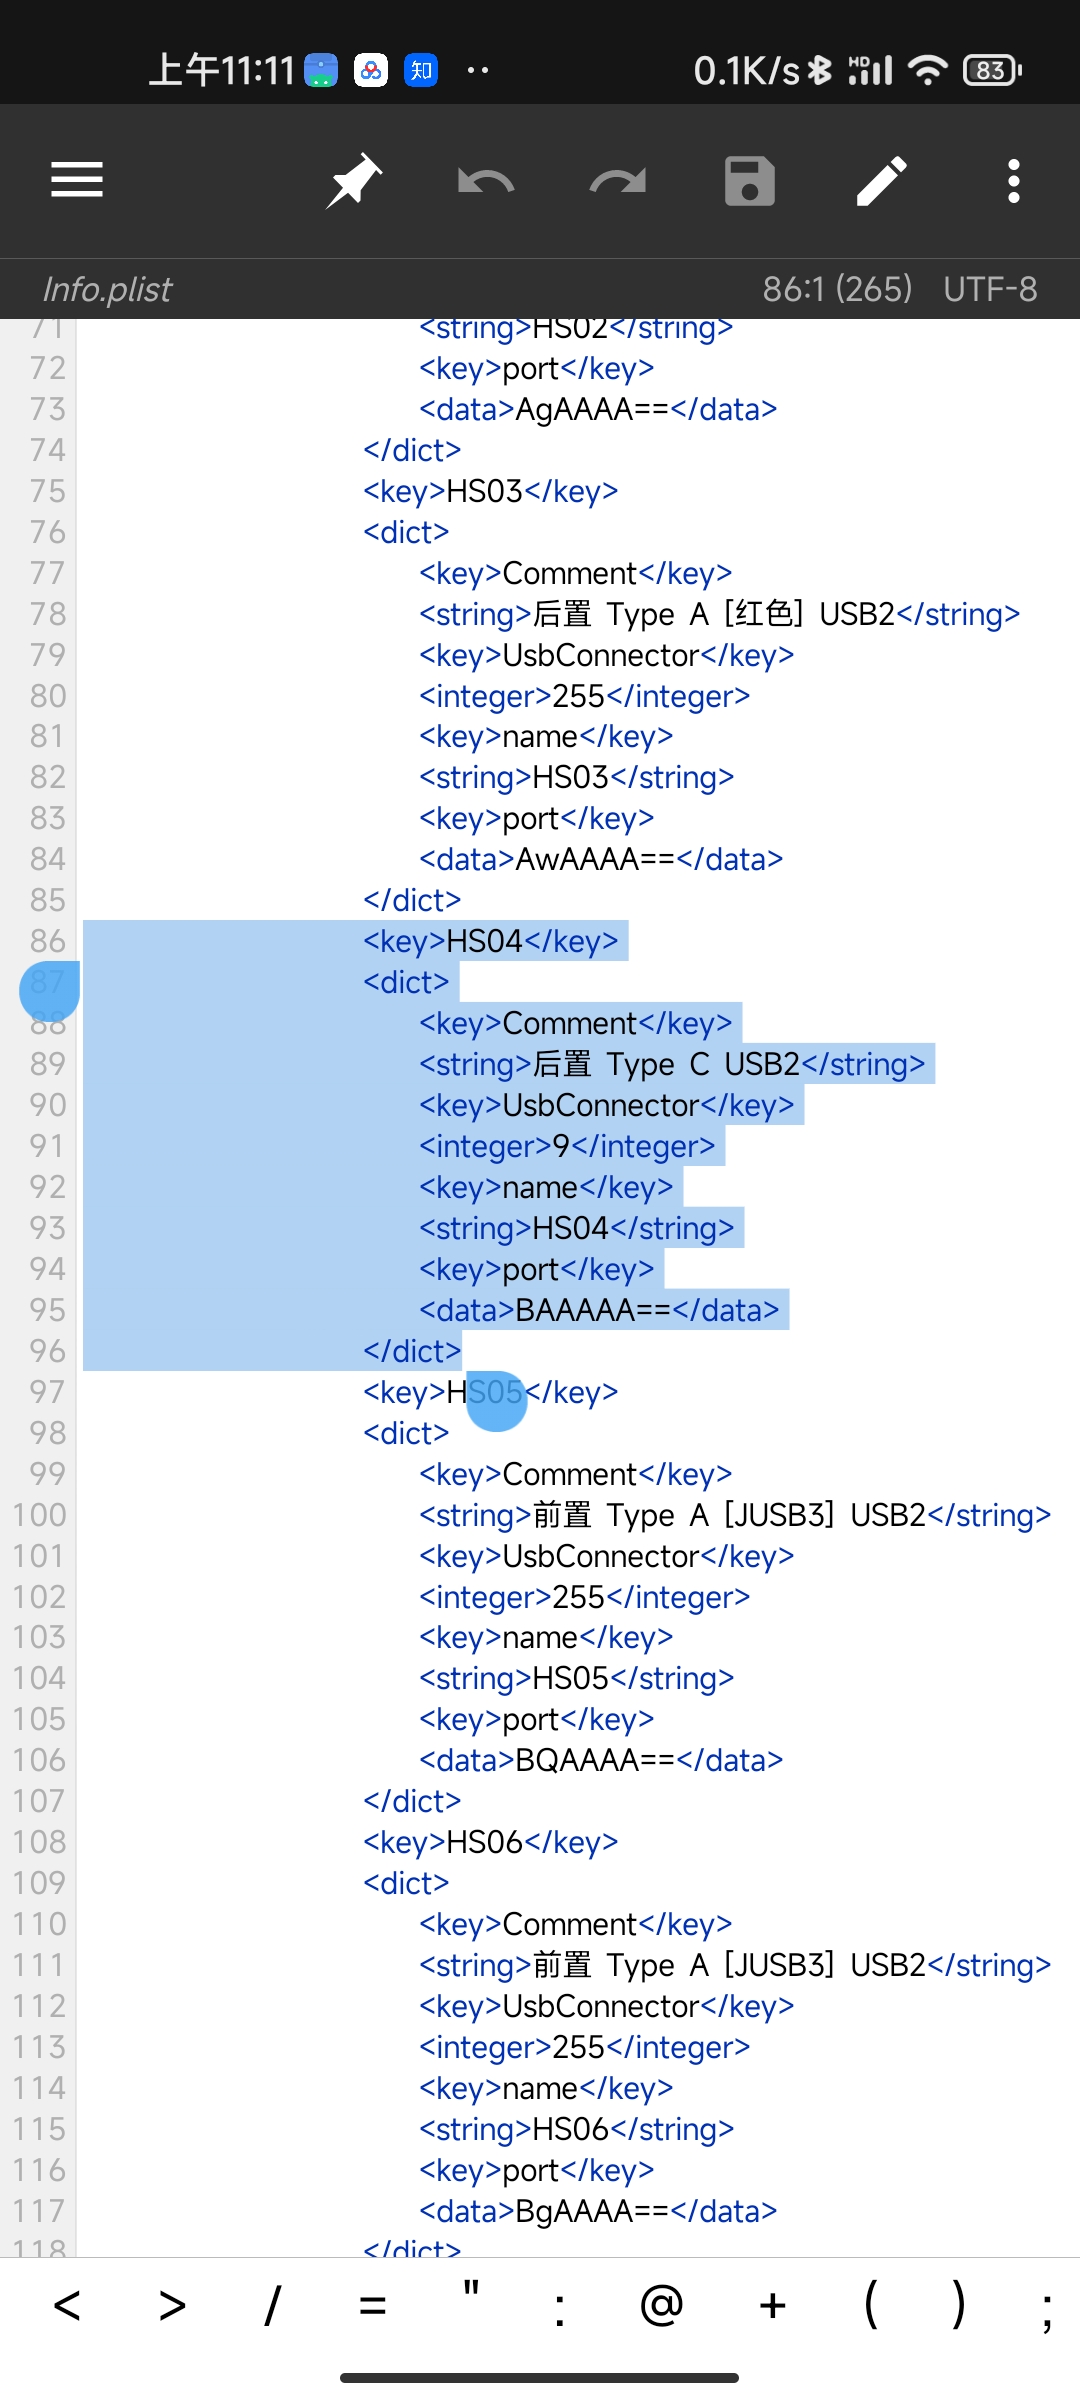 上午11:11 知 ·· 0.1K/s HD 83
Info.plist 86:1 (265) UTF-8
71 <string>HS02</string>
72 <key>port</key>
73 <data>AgAAAA==</data>
74 </dict>
75 <key>HS03</key>
76 <dict>
77 <key>Comment</key>
78 <string>后置 Type A [红色] USB2</string>
79 <key>UsbConnector</key>
80 <integer>255</integer>
81 <key>name</key>
82 <string>HS03</string>
83 <key>port</key>
84 <data>AwAAAA==</data>
85 </dict>
86 <key>HS04</key>
87 <dict>
88 <key>Comment</key>
89 <string>后置 Type C USB2</string>
90 <key>UsbConnector</key>
91 <integer>9</integer>
92 <key>name</key>
93 <string>HS04</string>
94 <key>port</key>
95 <data>BAAAAA==</data>
96 </dict>
97 <key>HS05</key>
98 <dict>
99 <key>Comment</key>
100 <string>前置 Type A [JUSB3] USB2</string>
101 <key>UsbConnector</key>
102 <integer>255</integer>
103 <key>name</key>
104 <string>HS05</string>
105 <key>port</key>
106 <data>BQAAAA==</data>
107 </dict>
108 <key>HS06</key>
109 <dict>
110 <key>Comment</key>
111 <string>前置 Type A [JUSB3] USB2</string>
112 <key>UsbConnector</key>
113 <integer>255</integer>
114 <key>name</key>
115 <string>HS06</string>
116 <key>port</key>
117 <data>BgAAAA==</data>
118 </dict>
< > / = " : @ + ( ) ;